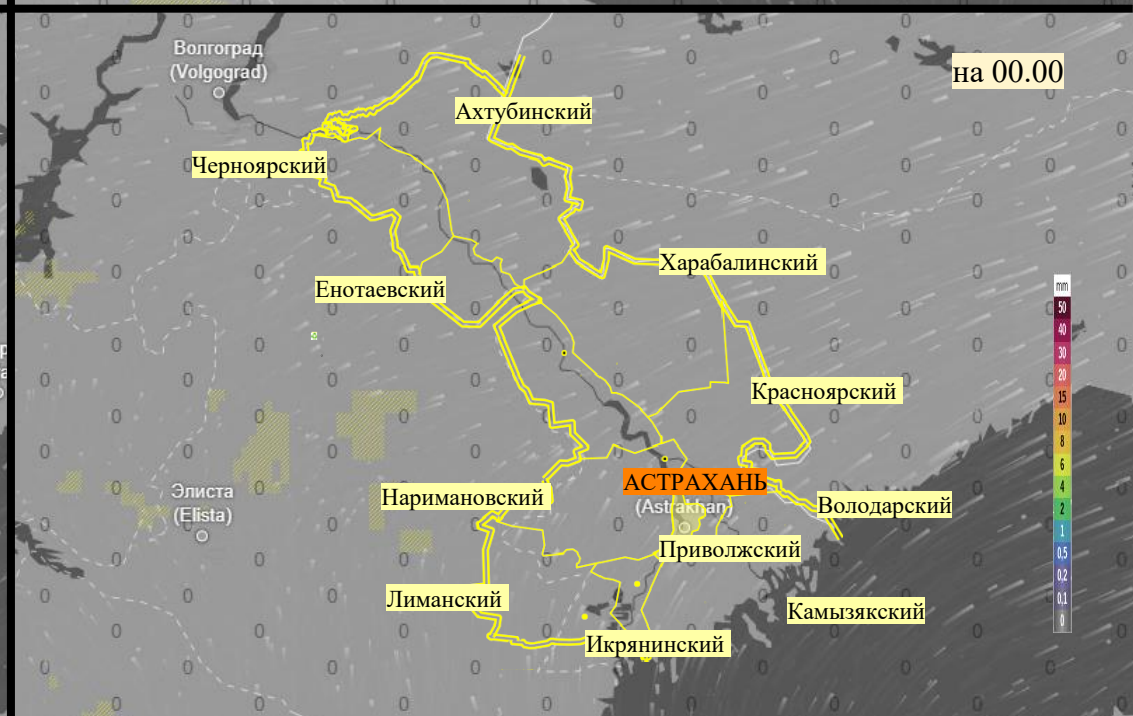 Волгоград
(Volgograd)
на 00.00
Ахтубинский
Черноярский
Харабалинский
Енотаевский
mm
50
40
30
20
15
10
8
6
4
2
1
0,5
0,2
0,1
0
Красноярский
АСТРАХАНЬ
(Astrakhan)
Наримановский
Элиста
(Elista)
Володарский
Приволжский
Лиманский
Камызякский
Икрянинский